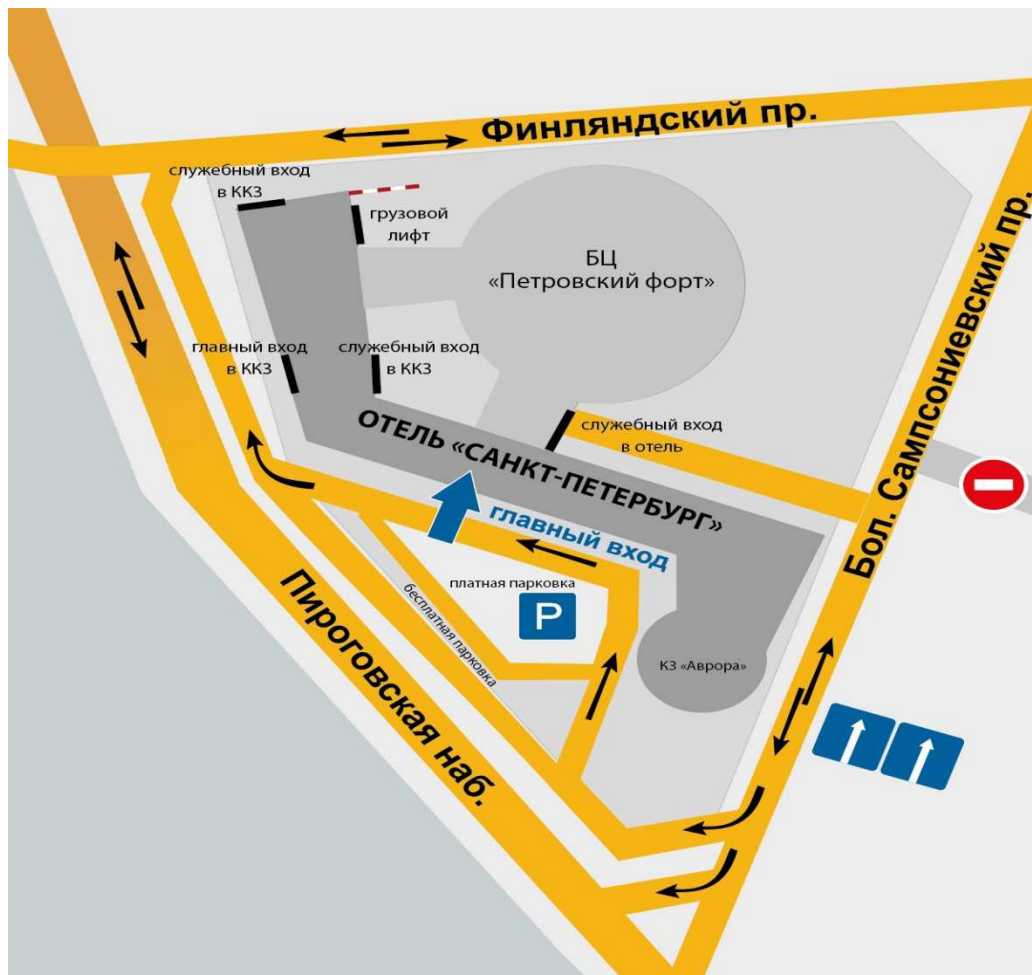 Финляндский пр.
служебный вход
в ККЗ
грузовой
лифт
БЦ
«Петровский форт»
главный вход
в ККЗ
служебный вход
в ККЗ
служебный вход
в отель
ОТЕЛЬ «САНКТ-ПЕТЕРБУРГ»
главный вход
Бол. Сампсониевский пр.
платная парковка
P
бесплатная парковка
КЗ «Аврора»
Пироговская наб.